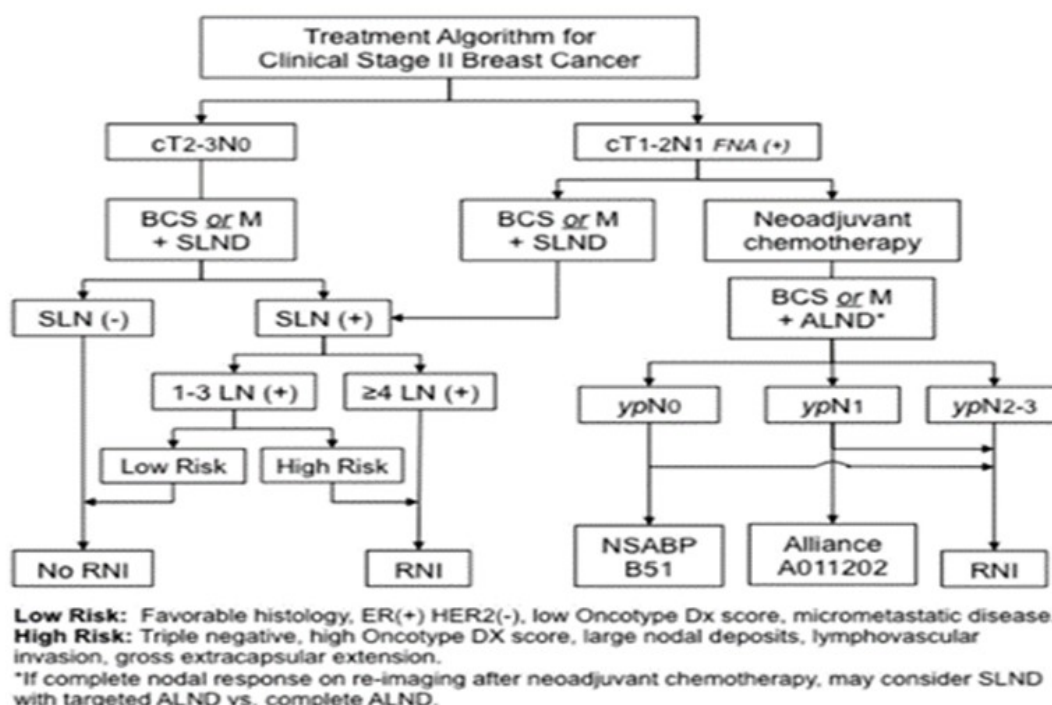 Treatment Algorithm for
Clinical Stage II Breast Cancer
cT2-3N0
cT1-2N1 FNA (+)
BCS or M
+ SLND
BCS or M
+ SLND
Neoadjuvant
chemotherapy
SLN (-)
SLN (+)
BCS or M
+ ALND*
1-3 LN (+)
≥4 LN (+)
ypN0
ypN1
ypN2-3
Low Risk
High Risk
No RNI
RNI
NSABP
B51
Alliance
A011202
RNI
Low Risk: Favorable histology, ER(+) HER2(-), low Oncotype Dx score, micrometastatic disease.
High Risk: Triple negative, high Oncotype DX score, large nodal deposits, lymphovascular
invasion, gross extracapsular extension.
*If complete nodal response on re-imaging after neoadjuvant chemotherapy, may consider SLND
with targeted ALND vs. complete ALND.